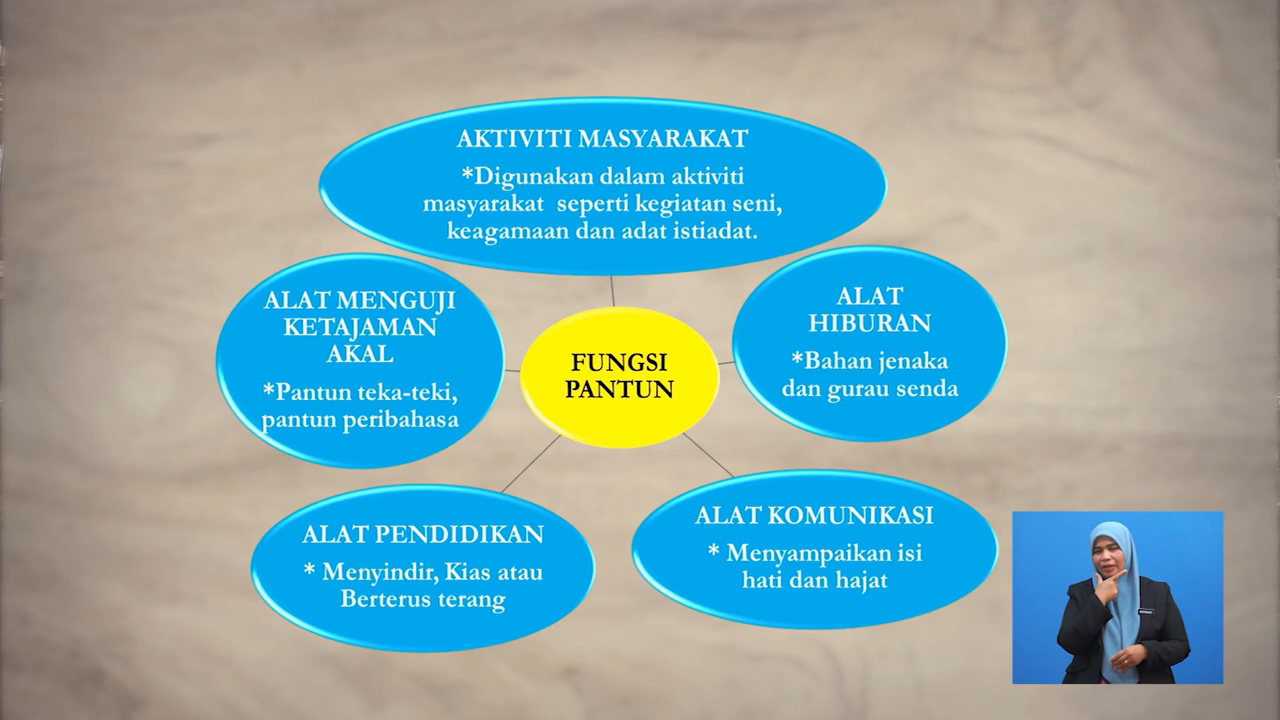 AKTIVITI MASYARAKAT
*Digunakan dalam aktiviti
masyarakat seperti kegiatan seni,
keagamaan dan adat istiadat.
ALAT MENGUJI
KETAJAMAN
AKAL
*Pantun teka-teki,
pantun peribahasa
FUNGSI
PANTUN
ALAT
HIBURAN
*Bahan jenaka
dan gurau senda
ALAT PENDIDIKAN
* Menyindir, Kias atau
Berterus terang
ALAT KOMUNIKASI
* Menyampaikan isi
hati dan hajat